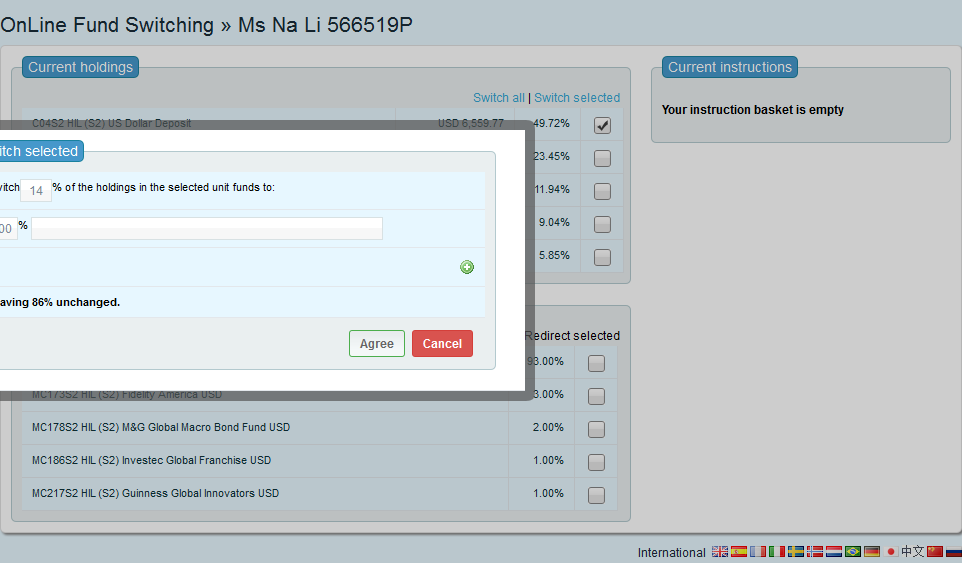 OnLine Fund Switching » Ms Na Li 566519P
Current holdings
Current instructions
Switch all | Switch selected
Your instruction basket is empty
C04S2 HIL (S2) US Dollar Deposit USD 6,559.77 49.72%
23.45%
11.94%
9.04%
5.85%
itch selected
vitch 14 % of the holdings in the selected unit funds to:
00 %
aving 86% unchanged.
Agree Cancel
Redirect selected
93.00%
MC173S2 HIL (S2) Fidelity America USD 3.00%
MC178S2 HIL (S2) M&G Global Macro Bond Fund USD 2.00%
MC186S2 HIL (S2) Investec Global Franchise USD 1.00%
MC217S2 HIL (S2) Guinness Global Innovators USD 1.00%
International 中文